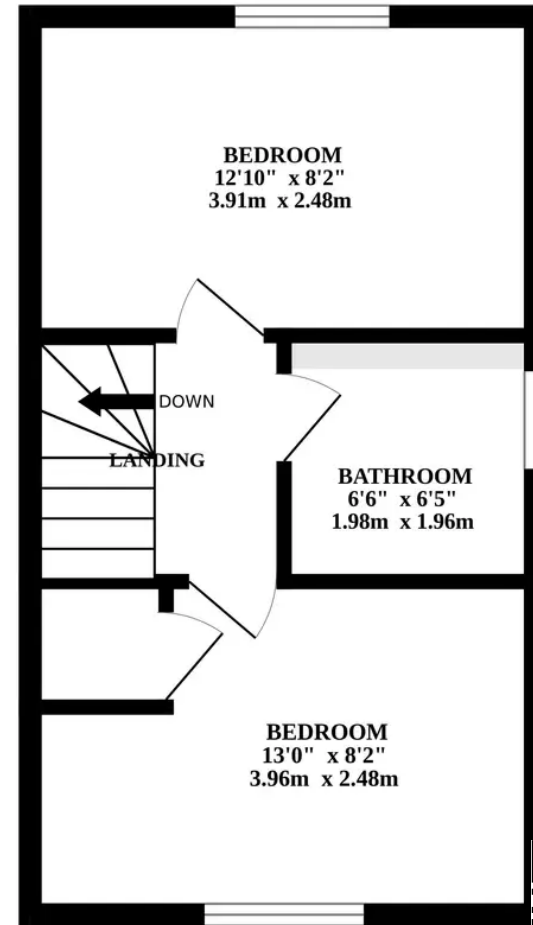 BEDROOM
12'10" x 8'2"
3.91m x 2.48m
DOWN
LANDING
BATHROOM
6'6" x 6'5"
1.98m x 1.96m
BEDROOM
13'0" x 8'2"
3.96m x 2.48m